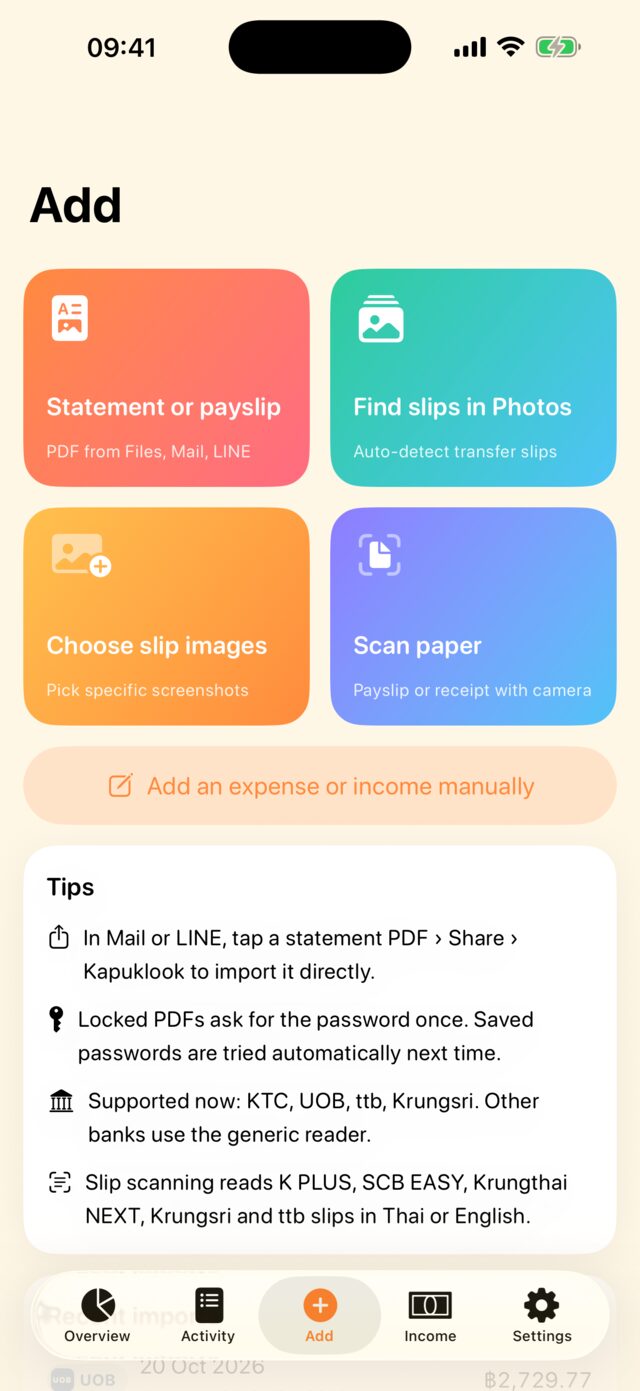 09:41
Add
Statement or payslip
PDF from Files, Mail, LINE
Find slips in Photos
Auto-detect transfer slips
Choose slip images
Pick specific screenshots
Scan paper
Payslip or receipt with camera
Add an expense or income manually
Tips
In Mail or LINE, tap a statement PDF › Share ›
Kapuklook to import it directly.
Locked PDFs ask for the password once. Saved
passwords are tried automatically next time.
Supported now: KTC, UOB, ttb, Krungsri. Other
banks use the generic reader.
Slip scanning reads K PLUS, SCB EASY, Krungthai
NEXT, Krungsri and ttb slips in Thai or English.
Overview
Activity
Add
Income
Settings
UOB
UOB
20 Oct 2026
฿2,729.77